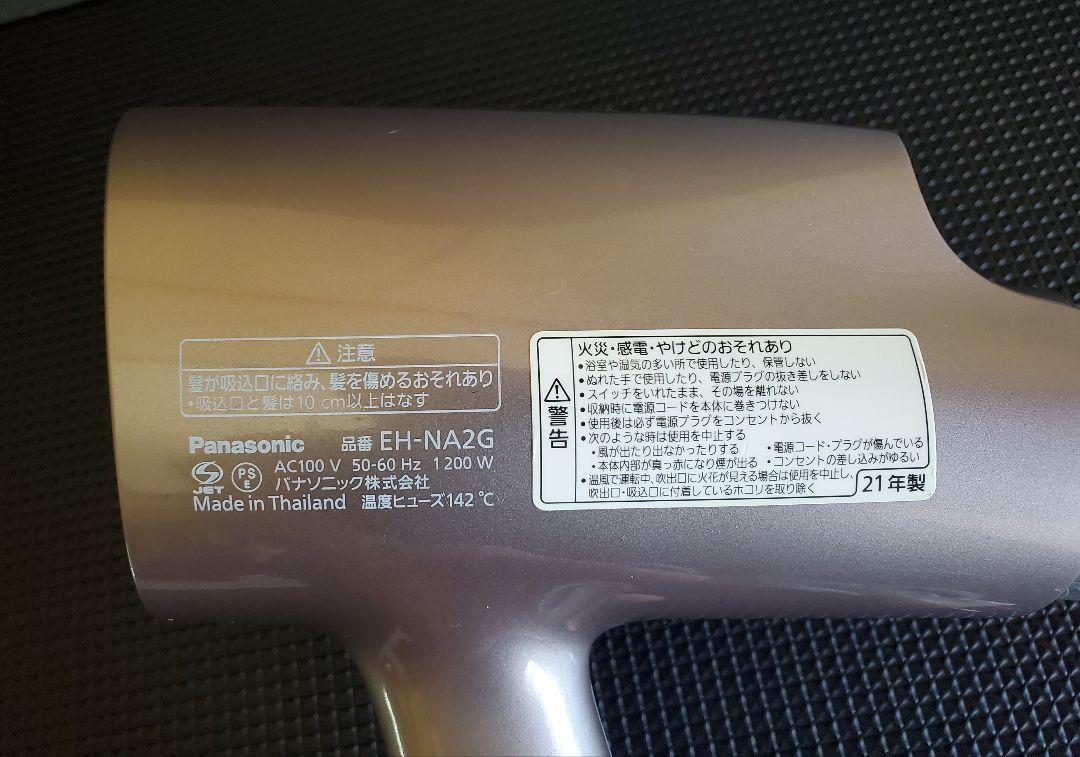 ⚠ 注意
髪が吸込口に絡み、髪を傷めるおそれあり
•吸込口と髪は10 cm以上はなす
Panasonic 品番 EH-NA2G
JET PS E AC100 V 50-60 Hz 1200 W
パナソニック株式会社
Made in Thailand 温度ヒューズ142 ℃
⚠ 警告
火災・感電・やけどのおそれあり
•浴室や湿気の多い所で使用したり、保管しない
•ぬれた手で使用したり、電源プラグの抜き差しをしない
•スイッチをいれたまま、その場を離れない
•収納時に電源コードを本体に巻きつけない
•使用後は必ず電源プラグをコンセントから抜く
•次のような時は使用を中止する
•風が出たり出なかったりする •電源コード・プラグが傷んでいる
•本体内部が真っ赤になり煙が出る •コンセントの差し込みがゆるい
•温風で運転中、吹出口に火花が見える場合は使用を中止し、
吹出口・吸込口に付着しているホコリを取り除く
21年製